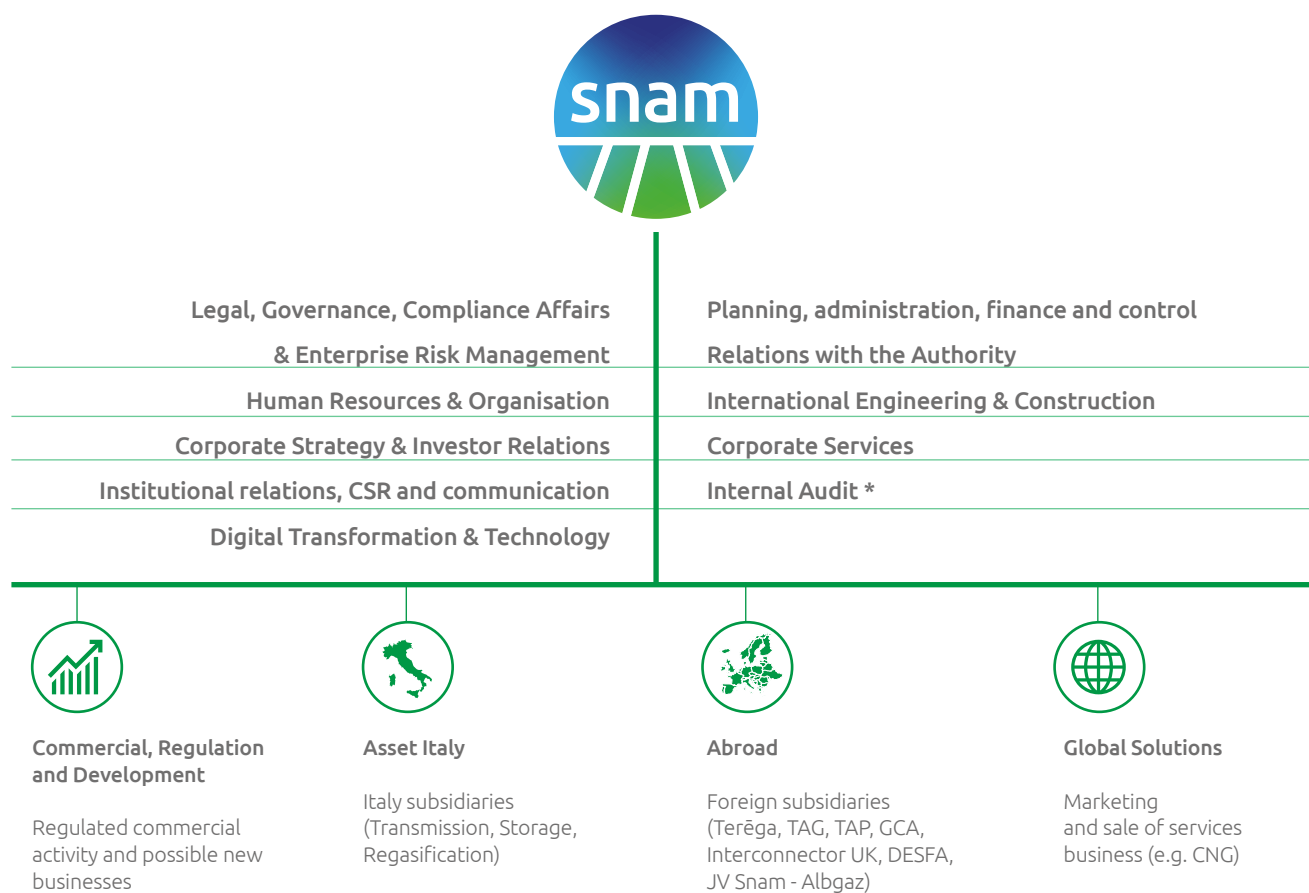 snam
Legal, Governance, Compliance Affairs
& Enterprise Risk Management
Human Resources & Organisation
Corporate Strategy & Investor Relations
Institutional relations, CSR and communication
Digital Transformation & Technology
Planning, administration, finance and control
Relations with the Authority
International Engineering & Construction
Corporate Services
Internal Audit *
Commercial, Regulation
and Development
Regulated commercial
activity and possible new
businesses
Asset Italy
Italy subsidiaries
(Transmission, Storage,
Regasification)
Abroad
Foreign subsidiaries
(Terēga, TAG, TAP, GCA,
Interconnector UK, DESFA,
JV Snam - Albgaz)
Global Solutions
Marketing
and sale of services
business (e.g. CNG)